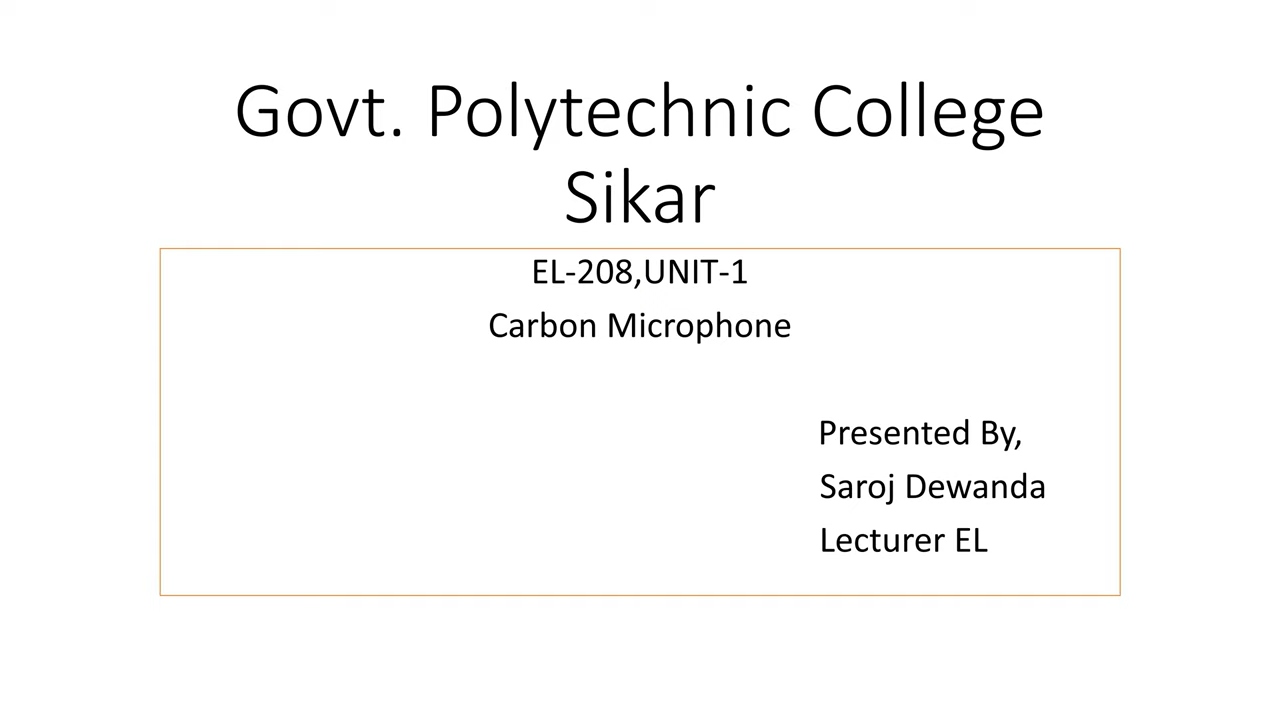 Govt. Polytechnic College
Sikar
EL-208,UNIT-1
Carbon Microphone
Presented By,
Saroj Dewanda
Lecturer EL